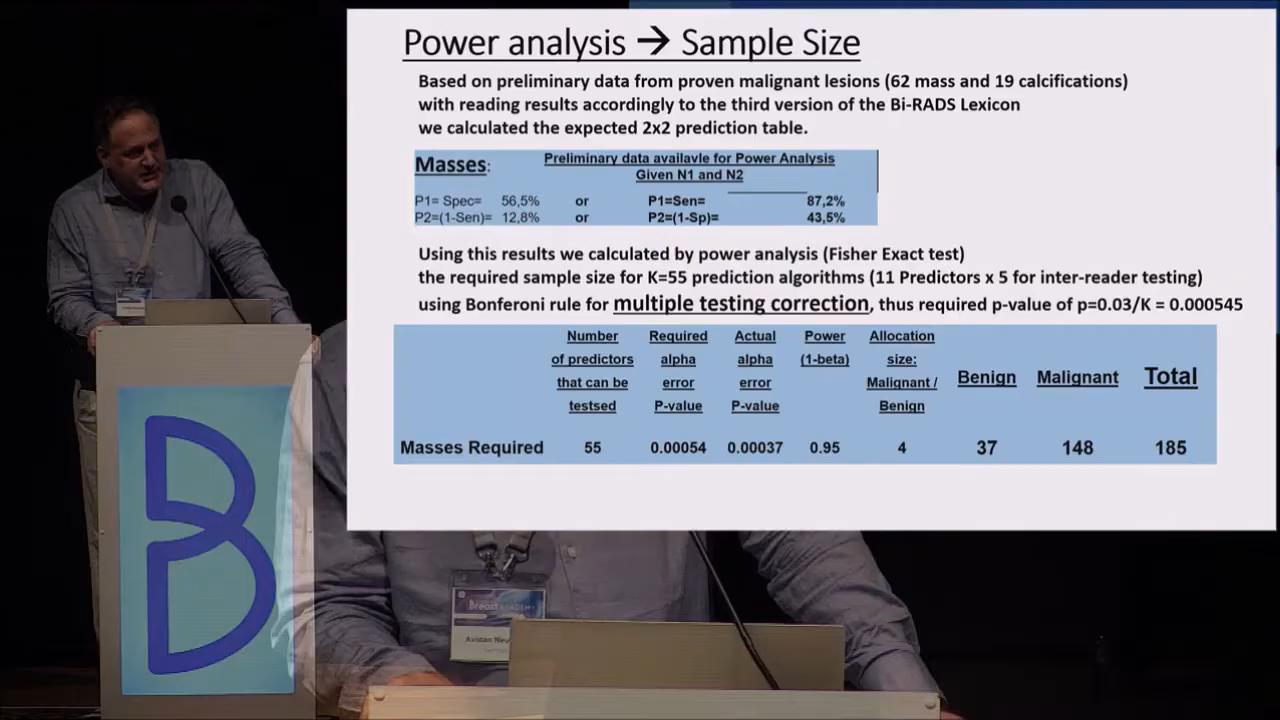 Power analysis → Sample Size
Based on preliminary data from proven malignant lesions (62 mass and 19 calcifications)
with reading results accordingly to the third version of the Bi-RADS Lexicon
we calculated the expected 2x2 prediction table.
Masses: Preliminary data availavle for Power Analysis
Given N1 and N2
P1= Spec= 56,5% or P1=Sen= 87,2%
P2=(1-Sen)= 12,8% or P2=(1-Sp)= 43,5%
Using this results we calculated by power analysis (Fisher Exact test)
the required sample size for K=55 prediction algorithms (11 Predictors x 5 for inter-reader testing)
using Bonferoni rule for multiple testing correction, thus required p-value of p=0.03/K = 0.000545
Number Required Actual Power Allocation
of predictors alpha alpha (1-beta) size:
that can be error error Malignant / Benign Malignant Total
testsed P-value P-value Benign
Masses Required 55 0.00054 0.00037 0.95 4 37 148 185
B
Breast ACADEMY
Avistan